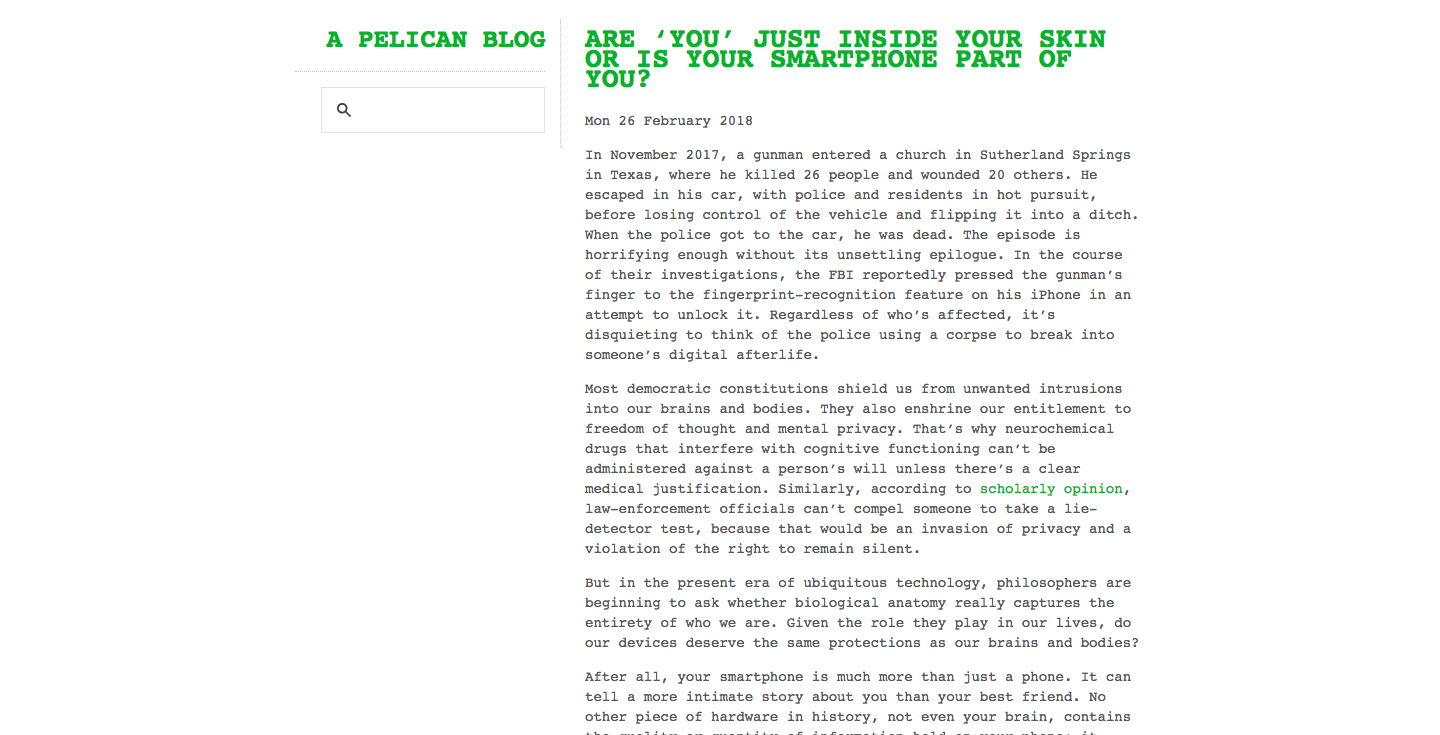 A PELICAN BLOG
ARE ‘YOU’ JUST INSIDE YOUR SKIN
OR IS YOUR SMARTPHONE PART OF
YOU?
Mon 26 February 2018
In November 2017, a gunman entered a church in Sutherland Springs
in Texas, where he killed 26 people and wounded 20 others. He
escaped in his car, with police and residents in hot pursuit,
before losing control of the vehicle and flipping it into a ditch.
When the police got to the car, he was dead. The episode is
horrifying enough without its unsettling epilogue. In the course
of their investigations, the FBI reportedly pressed the gunman’s
finger to the fingerprint-recognition feature on his iPhone in an
attempt to unlock it. Regardless of who’s affected, it’s
disquieting to think of the police using a corpse to break into
someone’s digital afterlife.
Most democratic constitutions shield us from unwanted intrusions
into our brains and bodies. They also enshrine our entitlement to
freedom of thought and mental privacy. That’s why neurochemical
drugs that interfere with cognitive functioning can’t be
administered against a person’s will unless there’s a clear
medical justification. Similarly, according to scholarly opinion,
law-enforcement officials can’t compel someone to take a lie-
detector test, because that would be an invasion of privacy and a
violation of the right to remain silent.
But in the present era of ubiquitous technology, philosophers are
beginning to ask whether biological anatomy really captures the
entirety of who we are. Given the role they play in our lives, do
our devices deserve the same protections as our brains and bodies?
After all, your smartphone is much more than just a phone. It can
tell a more intimate story about you than your best friend. No
other piece of hardware in history, not even your brain, contains